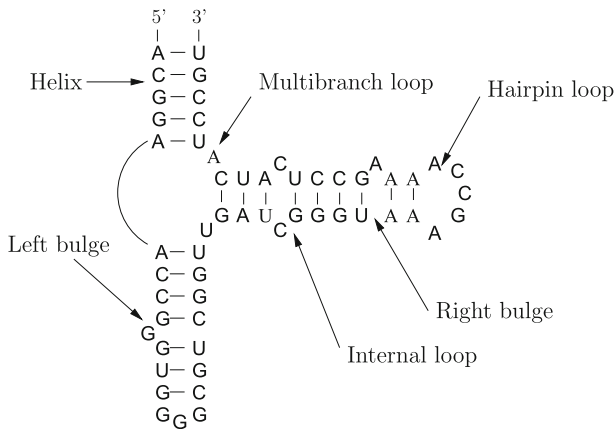 5' 3'
A – U
C – G
Helix
Multibranch loop
Hairpin loop
G – C
G – C
A – U
A
C A A C
C U A U C C G A A C
G
G A U G G G U A A
U C A
Left bulge
A – U
C – G
C – G
G – C
G
G U
U G
G C
G G G
Right bulge
Internal loop